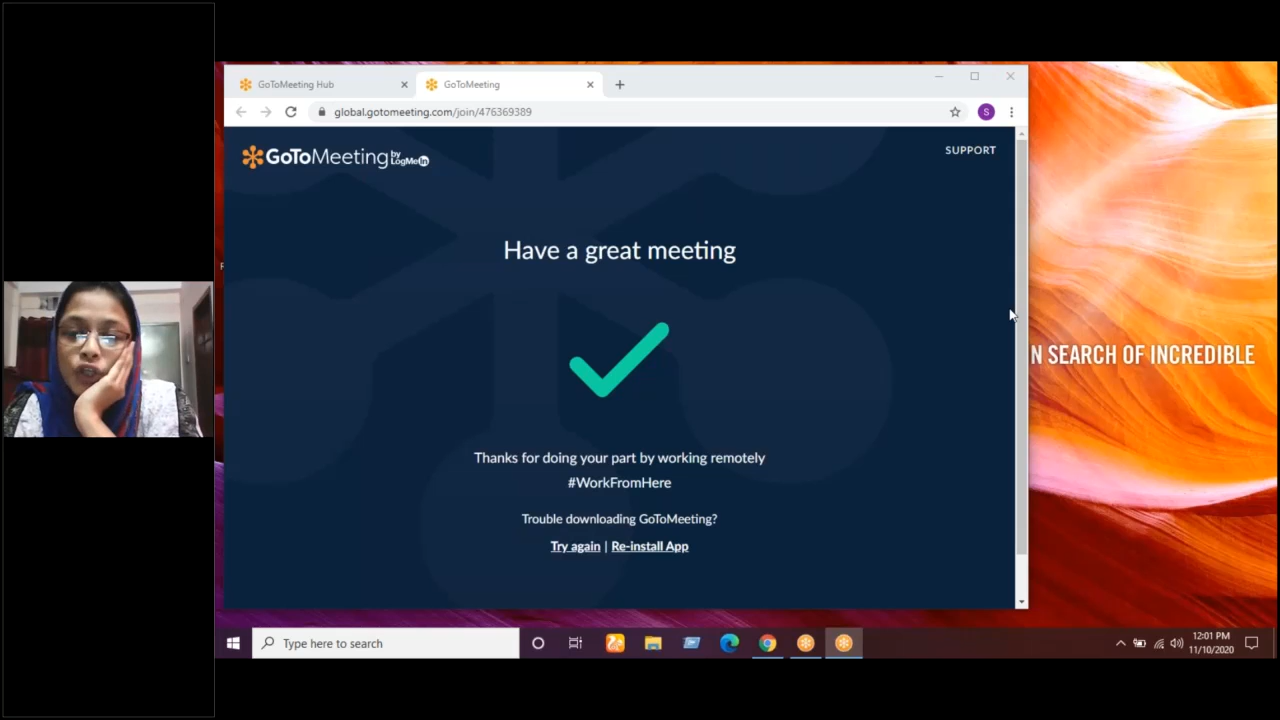 GoToMeeting Hub
GoToMeeting
global.gotomeeting.com/join/476369389
S
GoToMeeting by LogMeIn
SUPPORT
Have a great meeting
Thanks for doing your part by working remotely
#WorkFromHere
Trouble downloading GoToMeeting?
Try again | Re-install App
N SEARCH OF INCREDIBLE
Type here to search
12:01 PM
11/10/2020